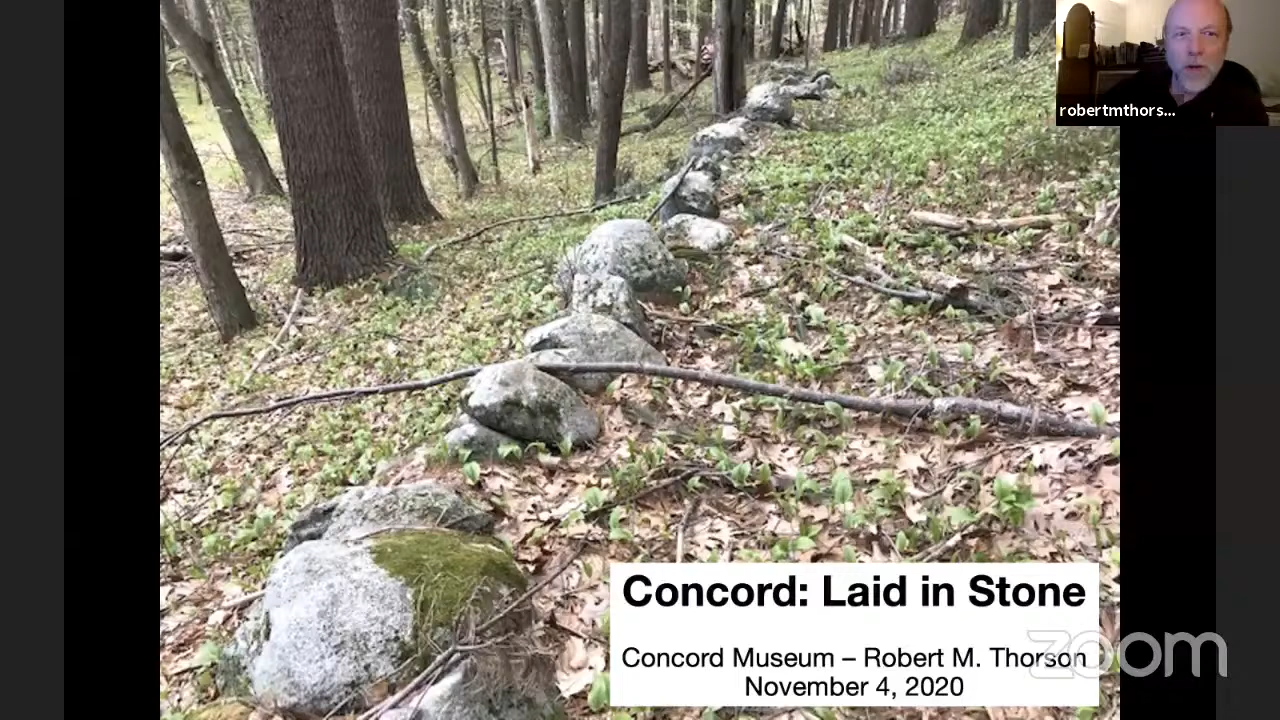 robertmthors...
Concord: Laid in Stone
Concord Museum – Robert M. Thorson
November 4, 2020
zoom